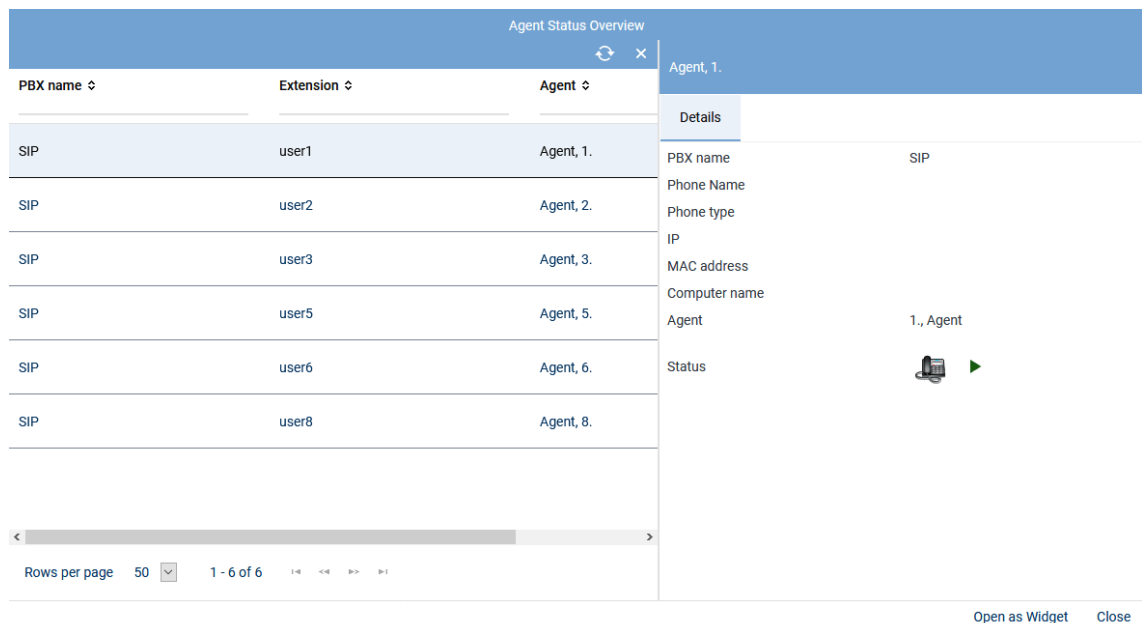 Agent Status Overview
PBX name Extension Agent
SIP user1 Agent, 1.
SIP user2 Agent, 2.
SIP user3 Agent, 3.
SIP user5 Agent, 5.
SIP user6 Agent, 6.
SIP user8 Agent, 8.
Rows per page 50 1 - 6 of 6
Agent, 1.
Details
PBX name SIP
Phone Name
Phone type
IP
MAC address
Computer name
Agent 1., Agent
Status
Open as Widget Close